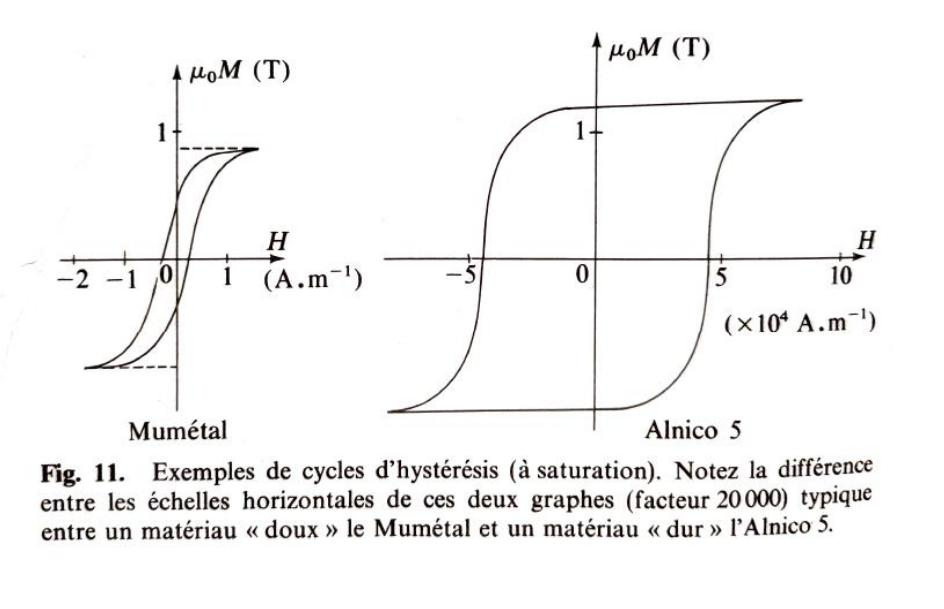 μ₀M (T)
1
H
−2 −1 0 1 (A.m⁻¹)
Mumétal
μ₀M (T)
1
H
−5 0 5 10
(×10⁴ A.m⁻¹)
Alnico 5
Fig. 11. Exemples de cycles d’hystérésis (à saturation). Notez la différence
entre les échelles horizontales de ces deux graphes (facteur 20 000) typique
entre un matériau « doux » le Mumétal et un matériau « dur » l’Alnico 5.